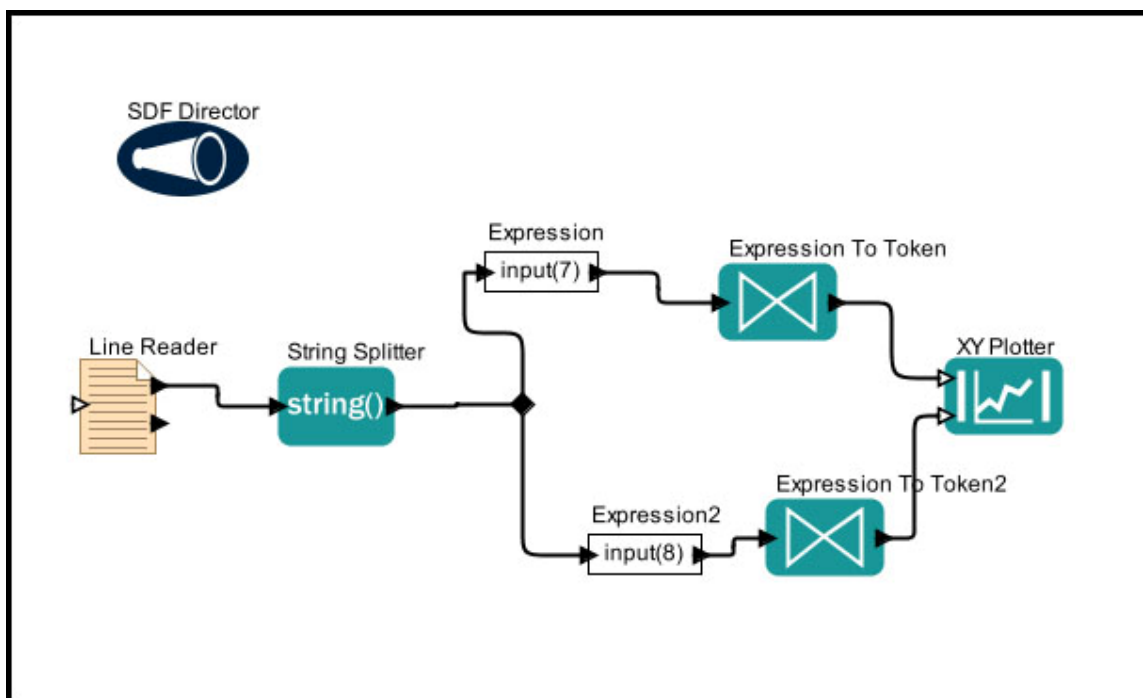 SDF Director
Expression
input(7)
Expression To Token
Line Reader
String Splitter
string()
XY Plotter
Expression To Token2
Expression2
input(8)